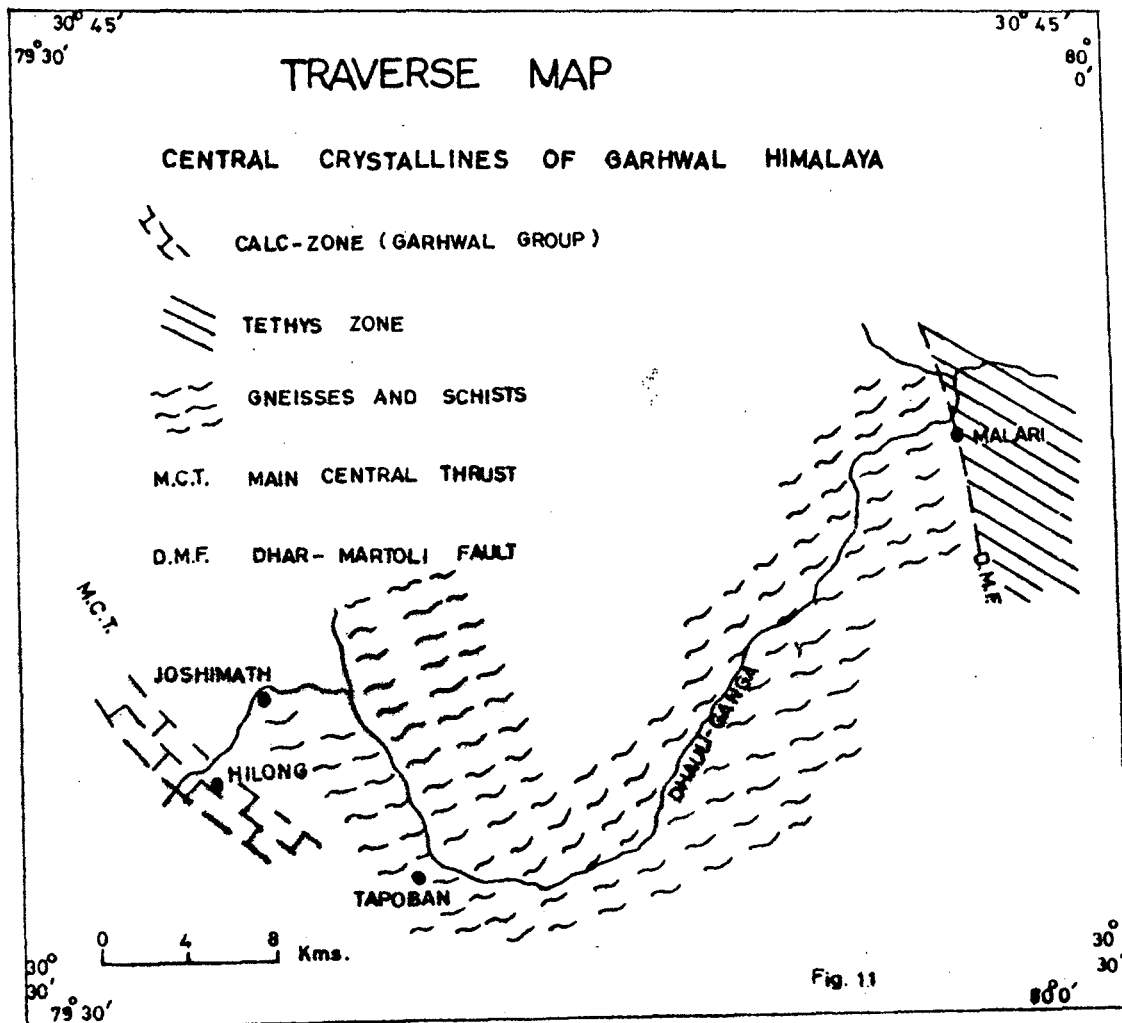 30° 45′
30° 45′
79° 30′
80° 0′
TRAVERSE MAP
CENTRAL CRYSTALLINES OF GARHWAL HIMALAYA
CALC-ZONE (GARHWAL GROUP)
TETHYS ZONE
GNEISSES AND SCHISTS
MALARI
M.C.T. MAIN CENTRAL THRUST
D.M.F. DHAR-MARTOLI FAULT
D.M.F.
M.C.T.
JOSHIMATH
HILONG
DHAULI-GANGA
TAPOBAN
0 4 8 Kms.
30° 30′
30° 30′
Fig. 11
79° 30′
80° 0′